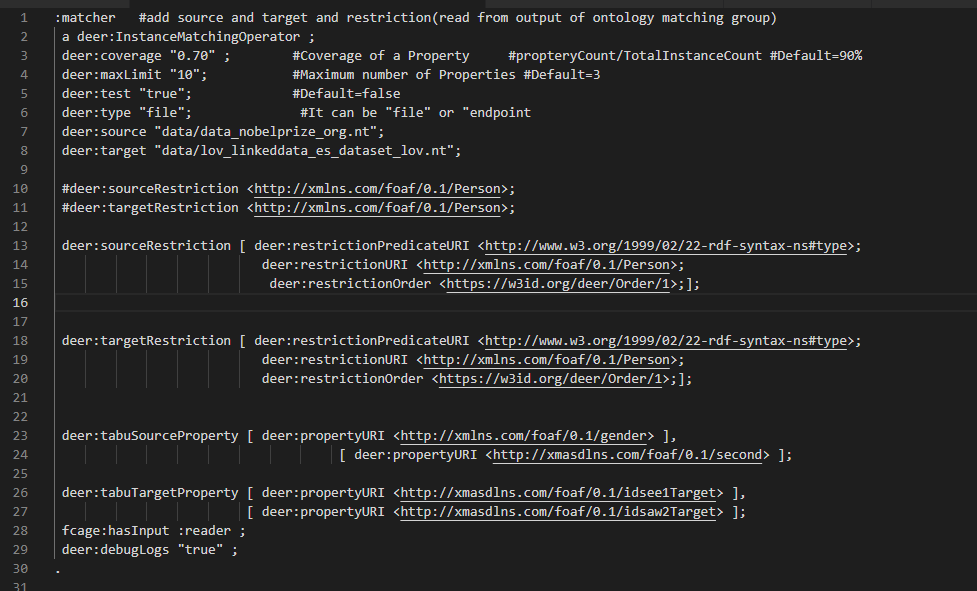 1 :matcher #add source and target and restriction(read from output of ontology matching group)
2 a deer:InstanceMatchingOperator ;
3 deer:coverage "0.70" ; #Coverage of a Property #propteryCount/TotalInstanceCount #Default=90%
4 deer:maxLimit "10"; #Maximum number of Properties #Default=3
5 deer:test "true"; #Default=false
6 deer:type "file"; #It can be "file" or "endpoint
7 deer:source "data/data_nobelprize_org.nt";
8 deer:target "data/lov_linkeddata_es_dataset_lov.nt";
9
10 #deer:sourceRestriction <http://xmlns.com/foaf/0.1/Person>;
11 #deer:targetRestriction <http://xmlns.com/foaf/0.1/Person>;
12
13 deer:sourceRestriction [ deer:restrictionPredicateURI <http://www.w3.org/1999/02/22-rdf-syntax-ns#type>;
14 deer:restrictionURI <http://xmlns.com/foaf/0.1/Person>;
15 deer:restrictionOrder <https://w3id.org/deer/Order/1>;];
16
17
18 deer:targetRestriction [ deer:restrictionPredicateURI <http://www.w3.org/1999/02/22-rdf-syntax-ns#type>;
19 deer:restrictionURI <http://xmlns.com/foaf/0.1/Person>;
20 deer:restrictionOrder <https://w3id.org/deer/Order/1>;];
21
22
23 deer:tabuSourceProperty [ deer:propertyURI <http://xmlns.com/foaf/0.1/gender> ],
24 [ deer:propertyURI <http://xmasdlns.com/foaf/0.1/second> ];
25
26 deer:tabuTargetProperty [ deer:propertyURI <http://xmasdlns.com/foaf/0.1/idsee1Target> ],
27 [ deer:propertyURI <http://xmasdlns.com/foaf/0.1/idsaw2Target> ];
28 fcage:hasInput :reader ;
29 deer:debugLogs "true" ;
30 .
31